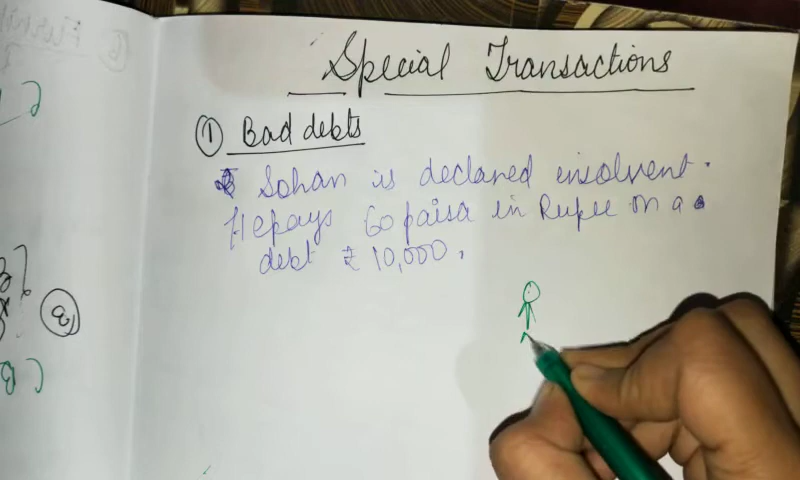 Special Transactions
① Bad debts
Sohan is declared insolvent.
He pays 60 paisa in Rupee on a
debt ₹ 10,000.
B
(B